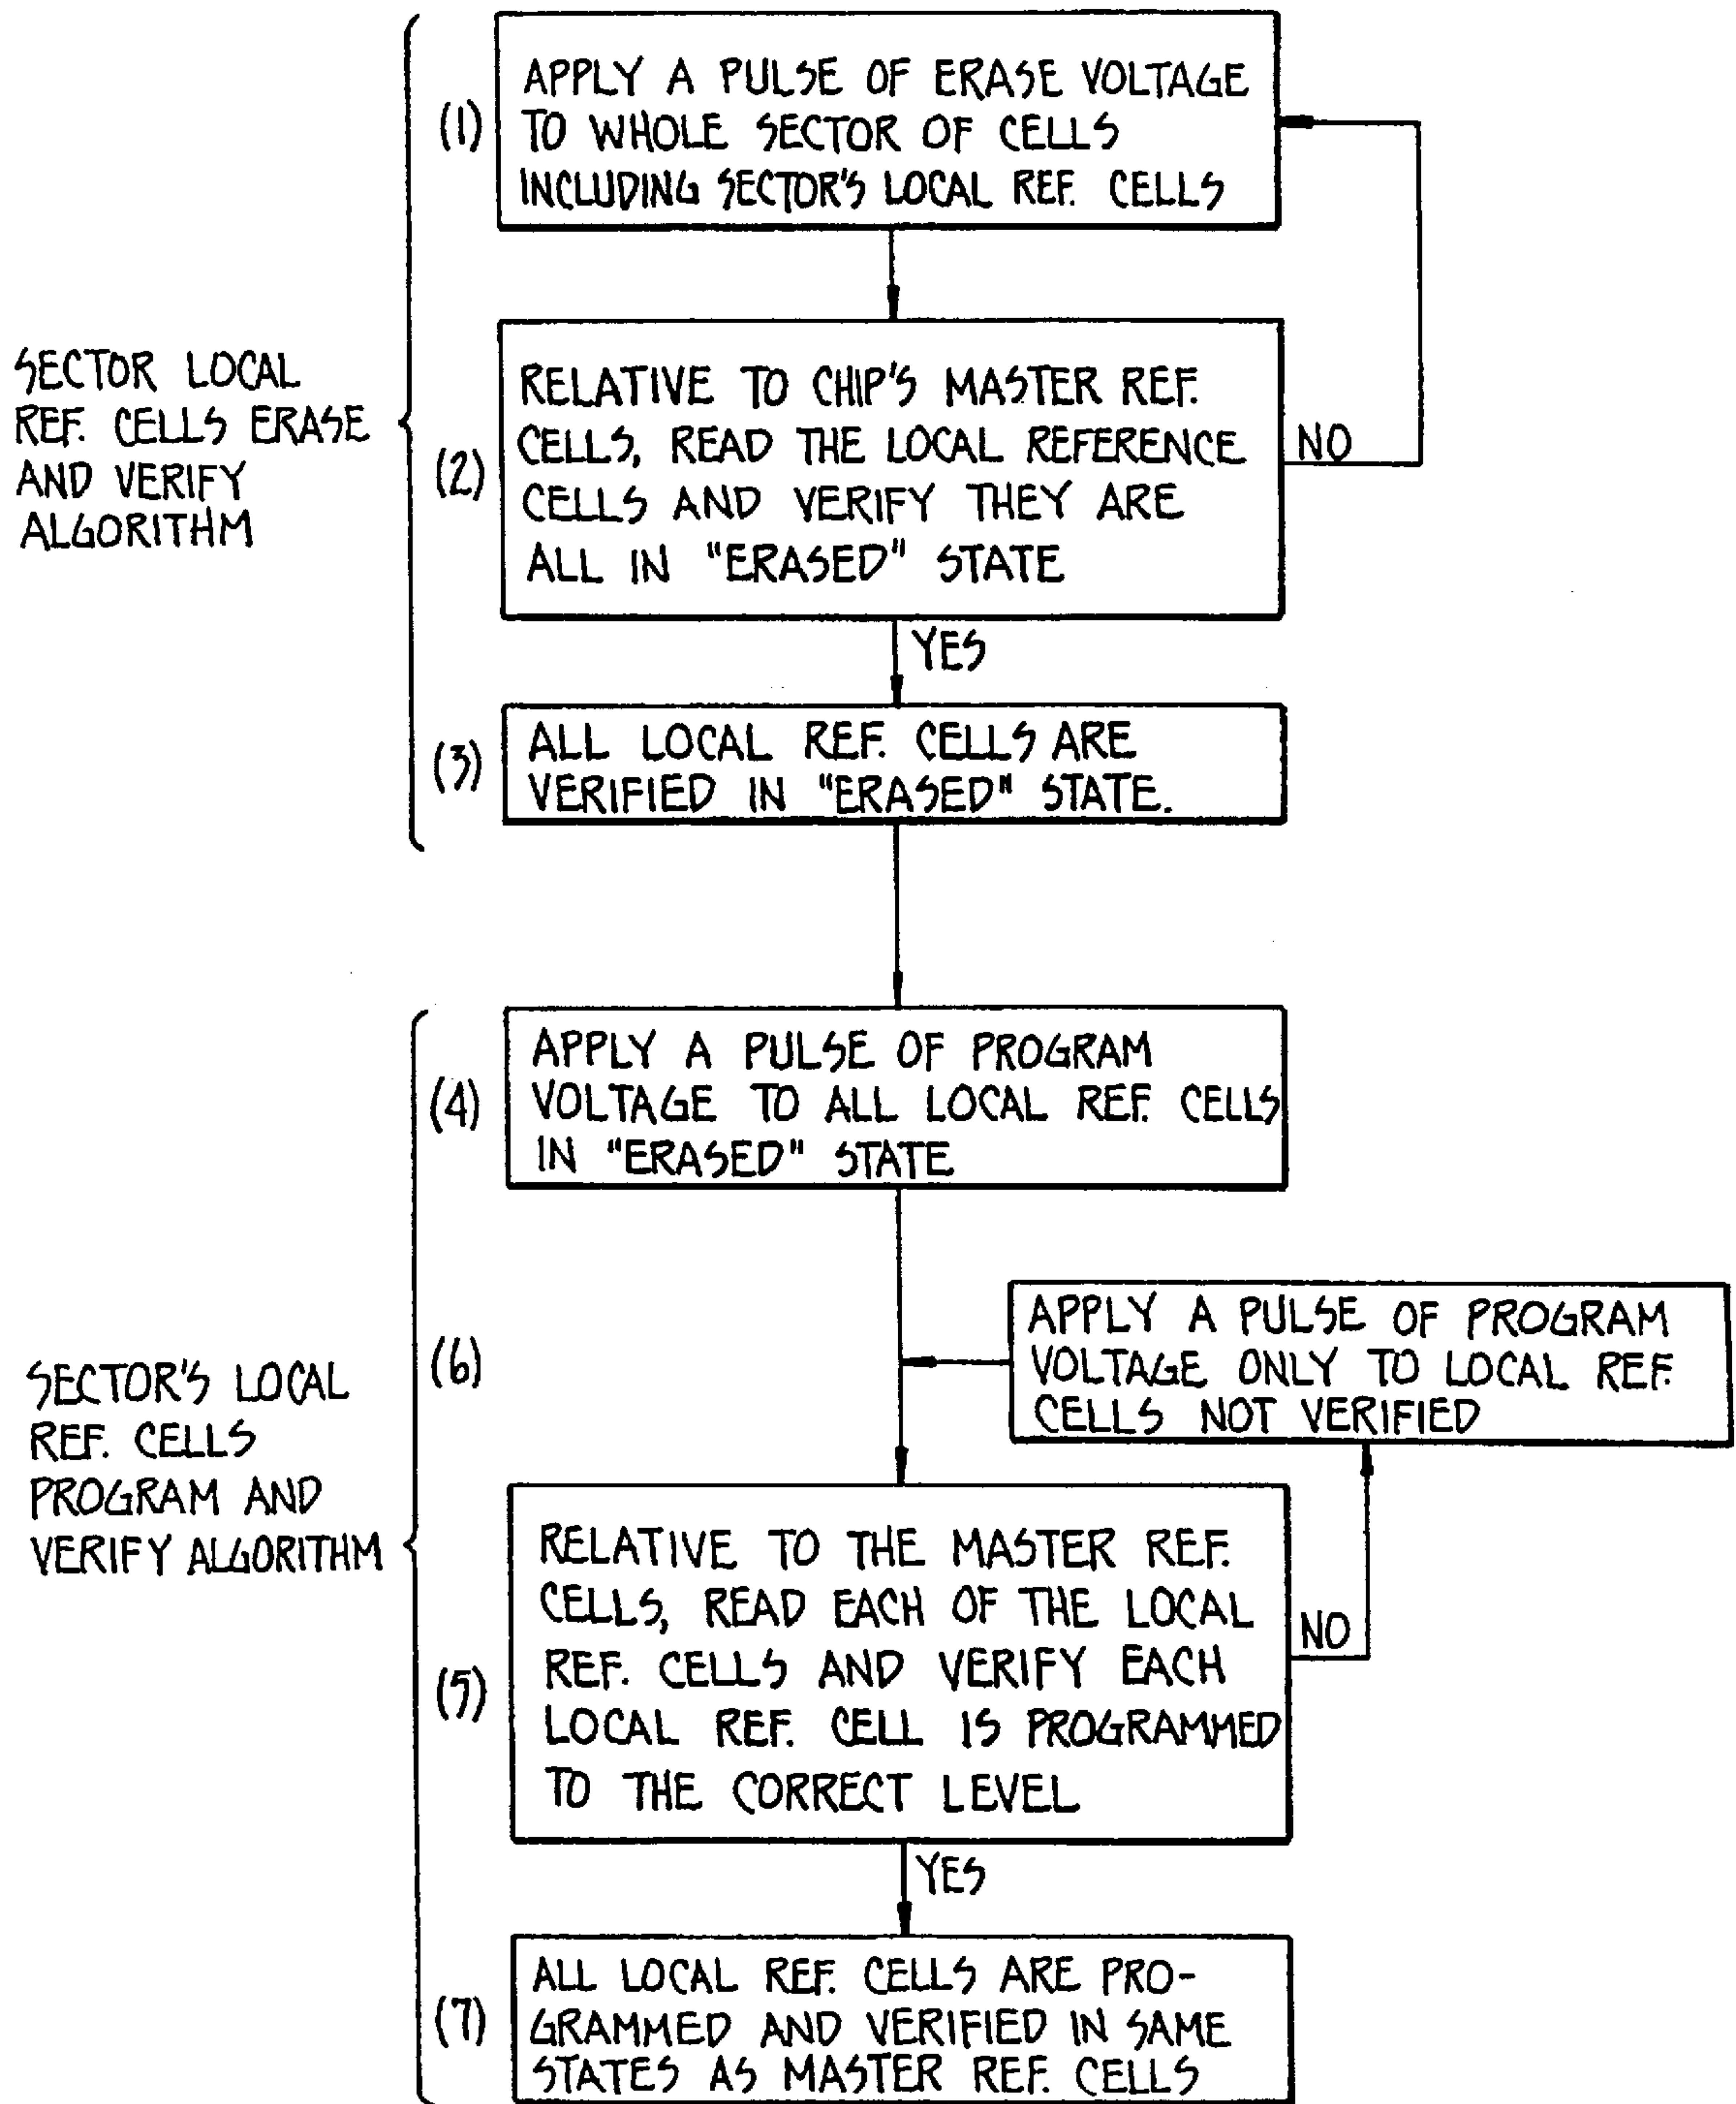 (1)
APPLY A PULSE OF ERASE VOLTAGE
TO WHOLE SECTOR OF CELLS
INCLUDING SECTOR'S LOCAL REF. CELLS
SECTOR LOCAL
REF. CELLS ERASE
AND VERIFY
ALGORITHM
(2)
RELATIVE TO CHIP'S MASTER REF.
CELLS, READ THE LOCAL REFERENCE
CELLS AND VERIFY THEY ARE
ALL IN "ERASED" STATE
NO
YES
(3)
ALL LOCAL REF. CELLS ARE
VERIFIED IN "ERASED" STATE.
(4)
APPLY A PULSE OF PROGRAM
VOLTAGE TO ALL LOCAL REF. CELLS
IN "ERASED" STATE
(6)
APPLY A PULSE OF PROGRAM
VOLTAGE ONLY TO LOCAL REF.
CELLS NOT VERIFIED
SECTOR'S LOCAL
REF. CELLS
PROGRAM AND
VERIFY ALGORITHM
(5)
RELATIVE TO THE MASTER REF.
CELLS, READ EACH OF THE LOCAL
REF. CELLS AND VERIFY EACH
LOCAL REF. CELL IS PROGRAMMED
TO THE CORRECT LEVEL
NO
YES
(7)
ALL LOCAL REF. CELLS ARE PRO-
GRAMMED AND VERIFIED IN SAME
STATES AS MASTER REF. CELLS